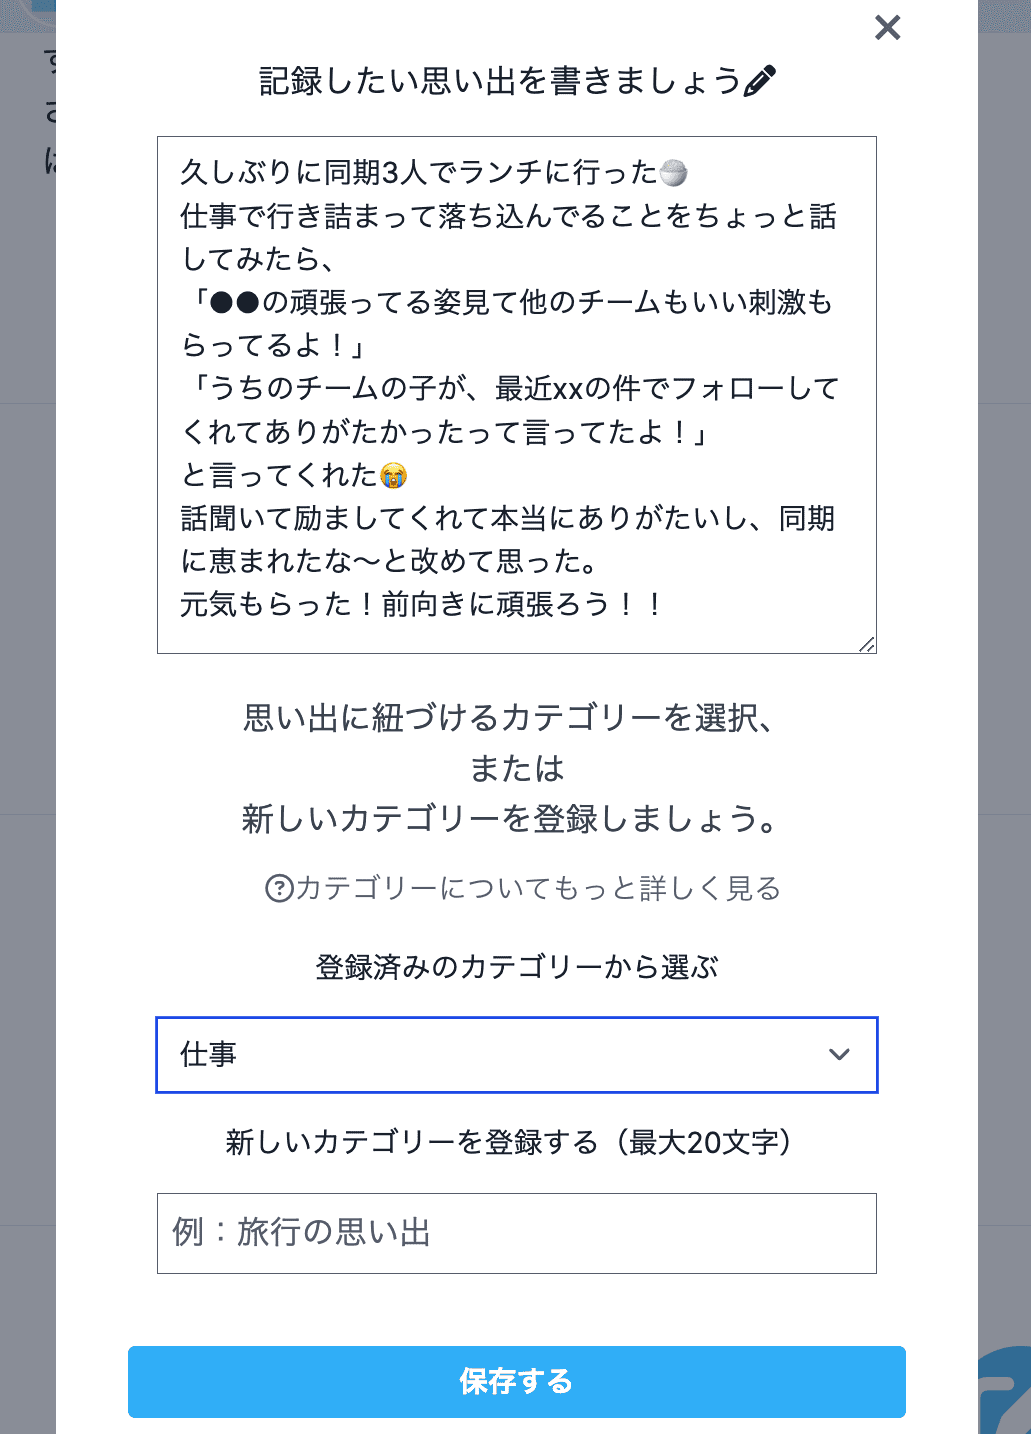 す
さ
は
記録したい思い出を書きましょう
久しぶりに同期3人でランチに行った🍚
仕事で行き詰まって落ち込んでることをちょっと話
してみたら、
「●●の頑張ってる姿見て他のチームもいい刺激も
らってるよ！」
「うちのチームの子が、最近xxの件でフォローして
くれてありがたかったって言ってたよ！」
と言ってくれた😭
話聞いて励ましてくれて本当にありがたいし、同期
に恵まれたな〜と改めて思った。
元気もらった！前向きに頑張ろう！！
思い出に紐づけるカテゴリーを選択、
または
新しいカテゴリーを登録しましょう。
カテゴリーについてもっと詳しく見る
登録済みのカテゴリーから選ぶ
仕事
新しいカテゴリーを登録する（最大20文字）
例：旅行の思い出
保存する